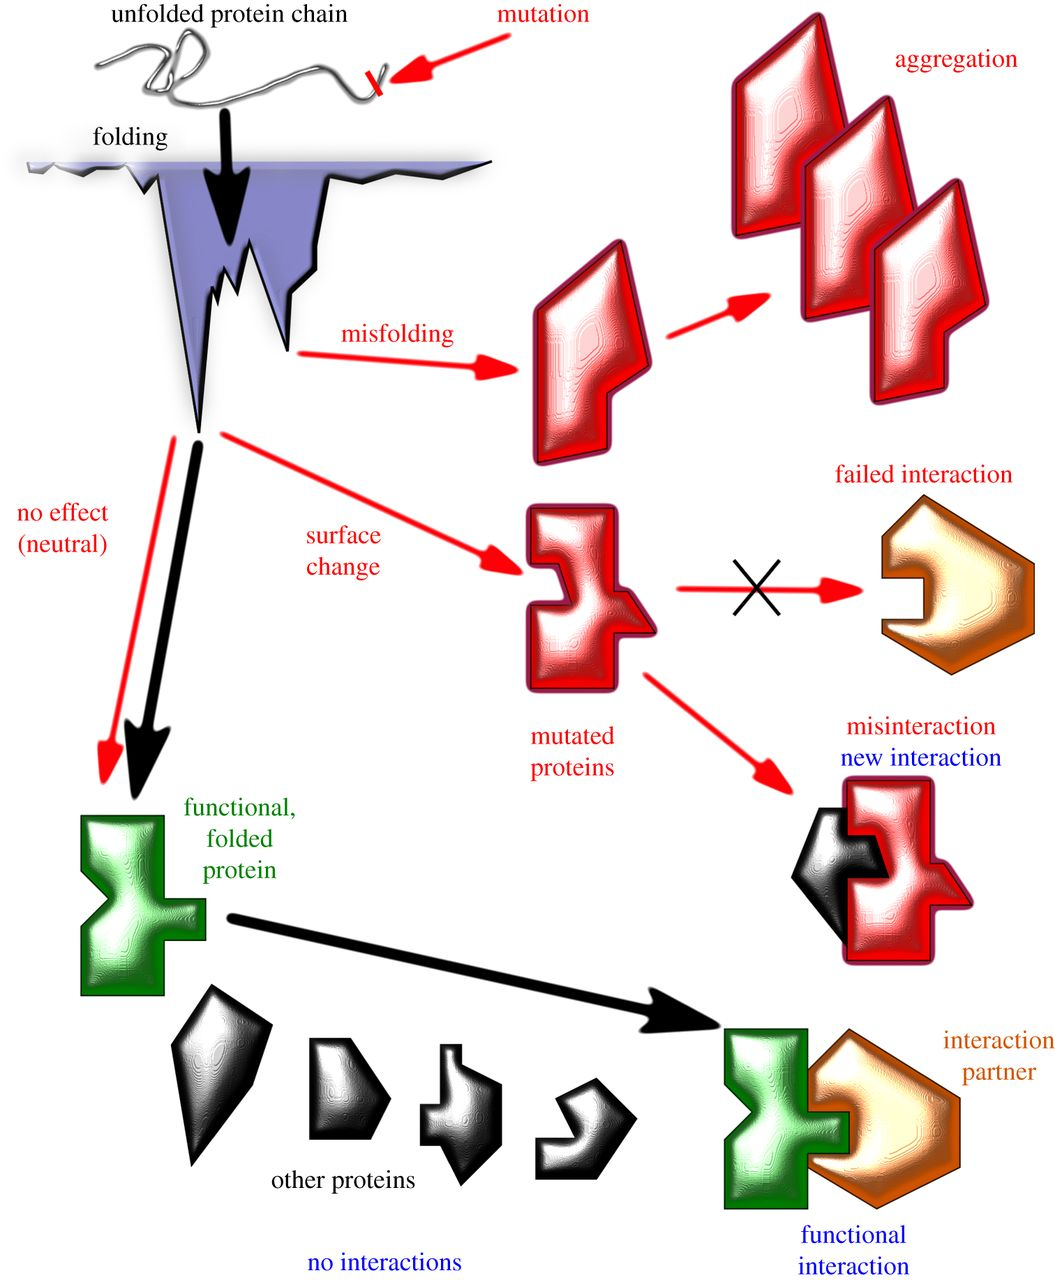 unfolded protein chain
mutation
aggregation
folding
misfolding
failed interaction
no effect
(neutral)
surface
change
mutated
proteins
misinteraction
new interaction
functional,
folded
protein
interaction
partner
other proteins
functional
interaction
no interactions